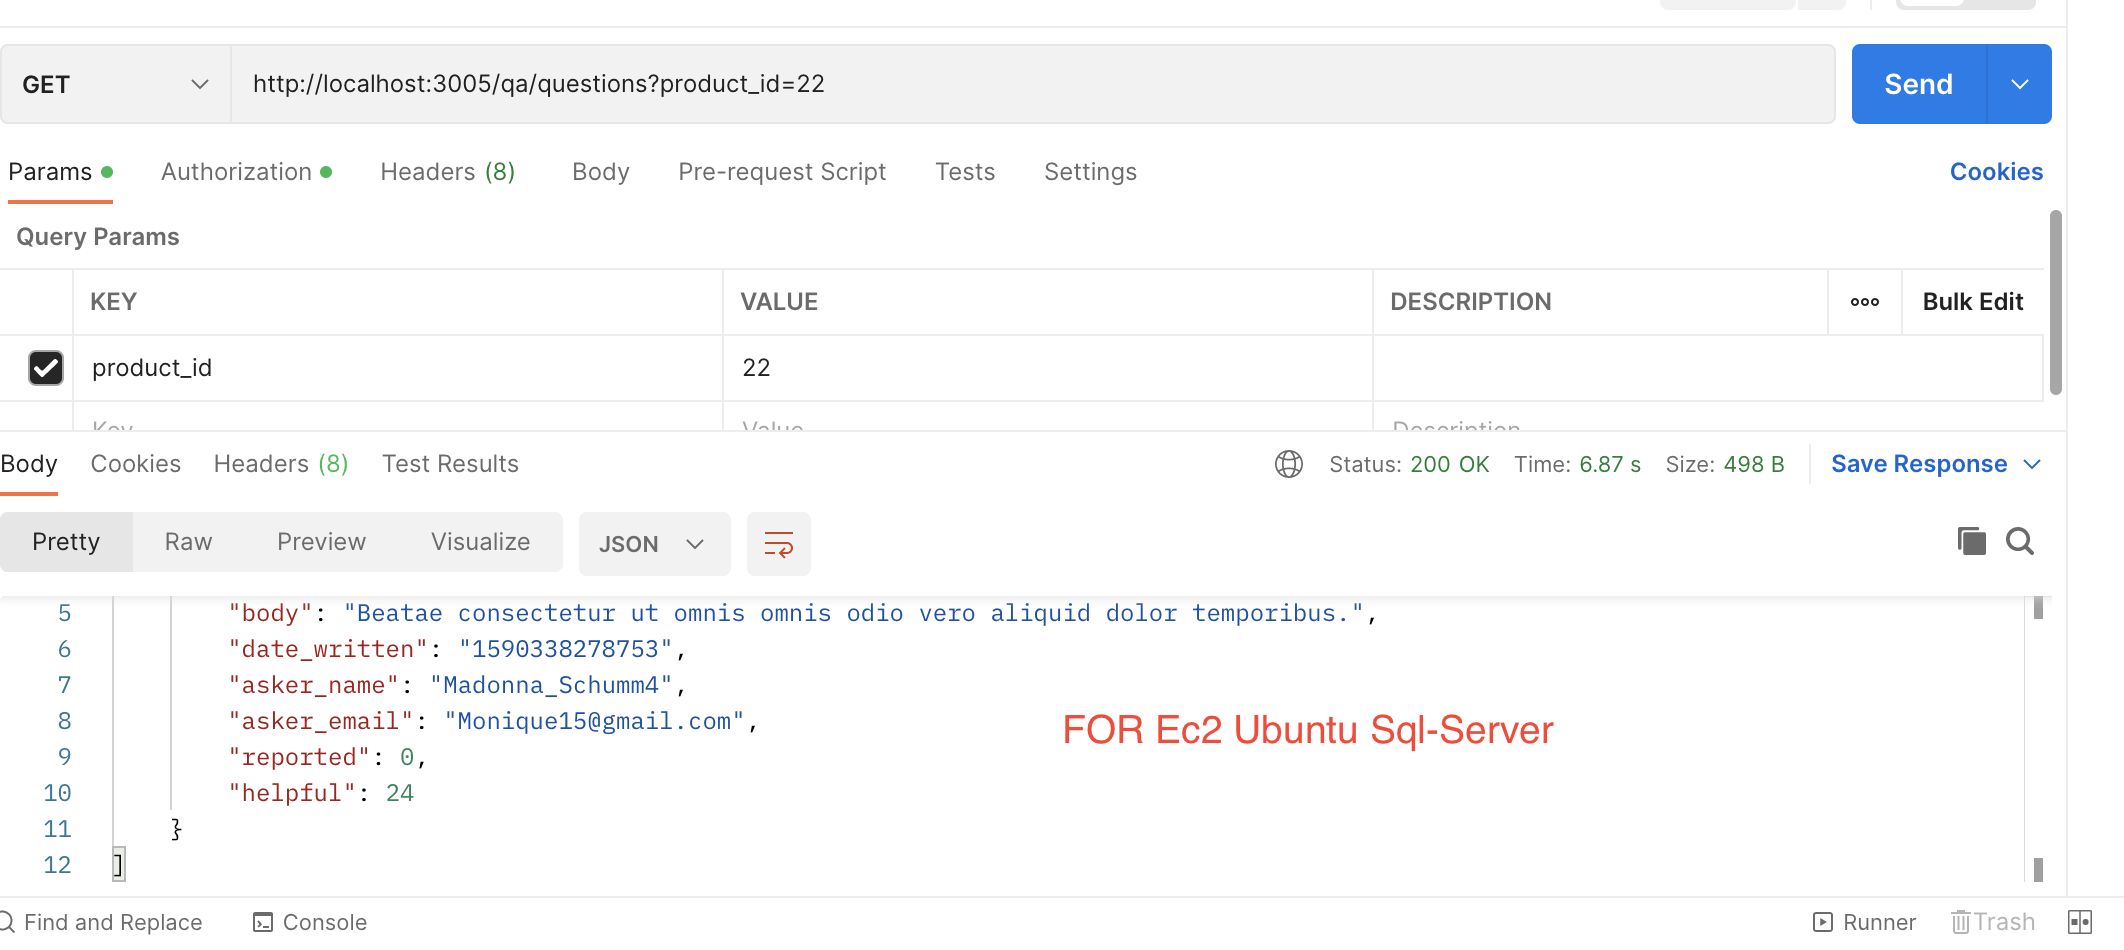 GET http://localhost:3005/qa/questions?product_id=22 Send
Params Authorization Headers (8) Body Pre-request Script Tests Settings Cookies
Query Params
KEY VALUE DESCRIPTION ooo Bulk Edit
product_id 22
Key Value Description
Body Cookies Headers (8) Test Results Status: 200 OK Time: 6.87 s Size: 498 B Save Response
Pretty Raw Preview Visualize JSON
5 "body": "Beatae consectetur ut omnis omnis odio vero aliquid dolor temporibus.",
6 "date_written": "1590338278753",
7 "asker_name": "Madonna_Schumm4",
8 "asker_email": "Monique15@gmail.com",
FOR Ec2 Ubuntu Sql-Server
9 "reported": 0,
10 "helpful": 24
11 }
12 ]
Find and Replace Console Runner Trash